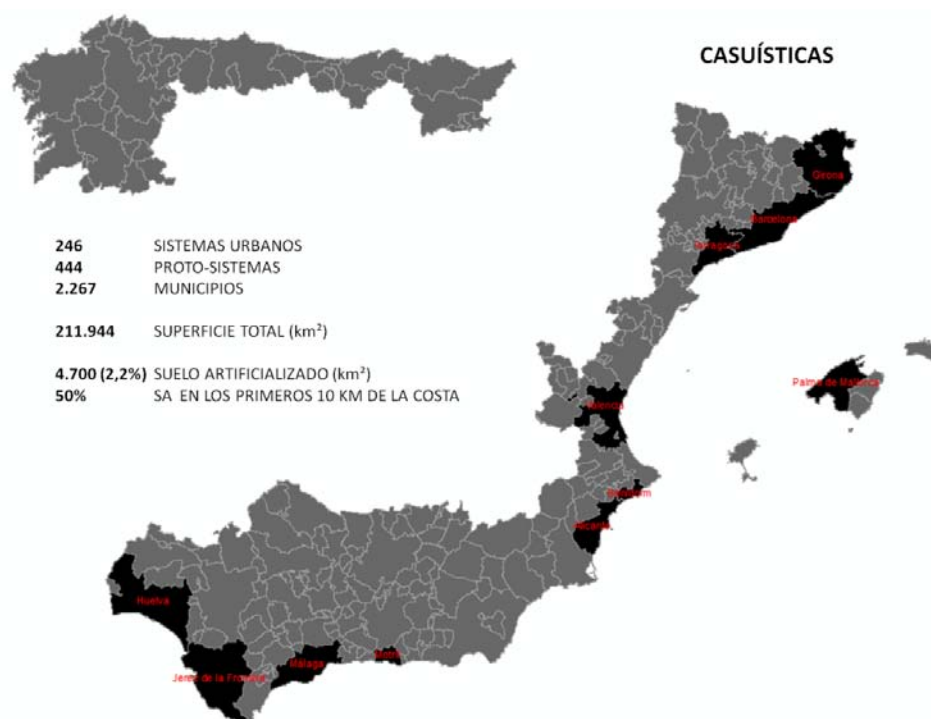 CASUÍSTICAS
Girona
Barcelona
Tarragona
246 SISTEMAS URBANOS
444 PROTO-SISTEMAS
2.267 MUNICIPIOS
211.944 SUPERFICIE TOTAL (km²)
4.700 (2,2%) SUELO ARTIFICIALIZADO (km²)
50% SA EN LOS PRIMEROS 10 KM DE LA COSTA
Palma de Mallorca
Valencia
Benidorm
Alicante
Huelva
Málaga
Motril
Jerez de la Frontera